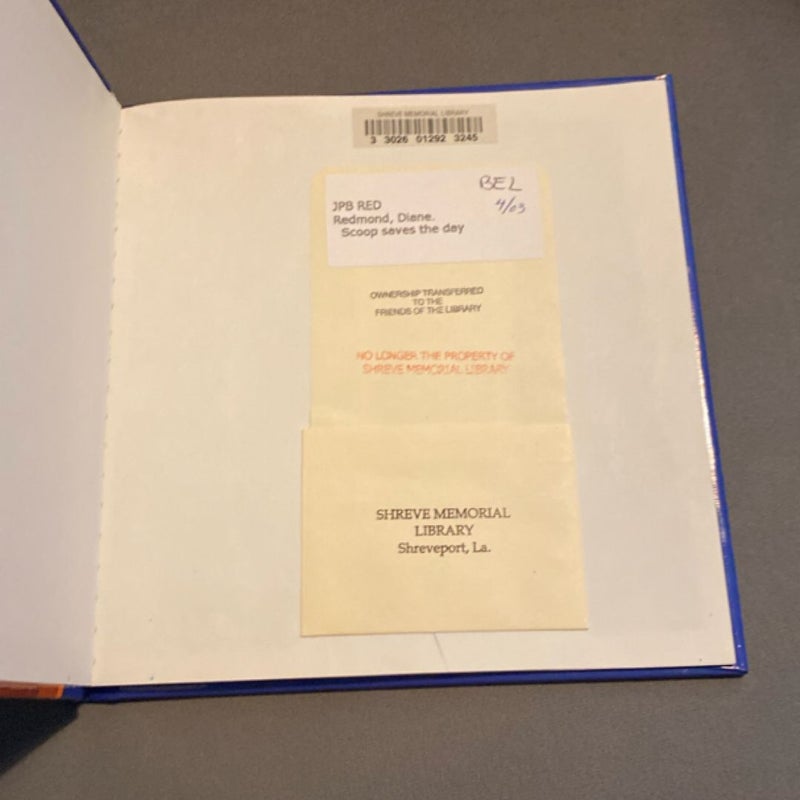 SHREVE MEMORIAL LIBRARY
3 3026 01292 3245
BEL
4/03
JPB RED
Redmond, Diane.
Scoop saves the day
OWNERSHIP TRANSFERRED
TO THE
FRIENDS OF THE LIBRARY
NO LONGER THE PROPERTY OF
SHREVE MEMORIAL LIBRARY
SHREVE MEMORIAL
LIBRARY
Shreveport, La.